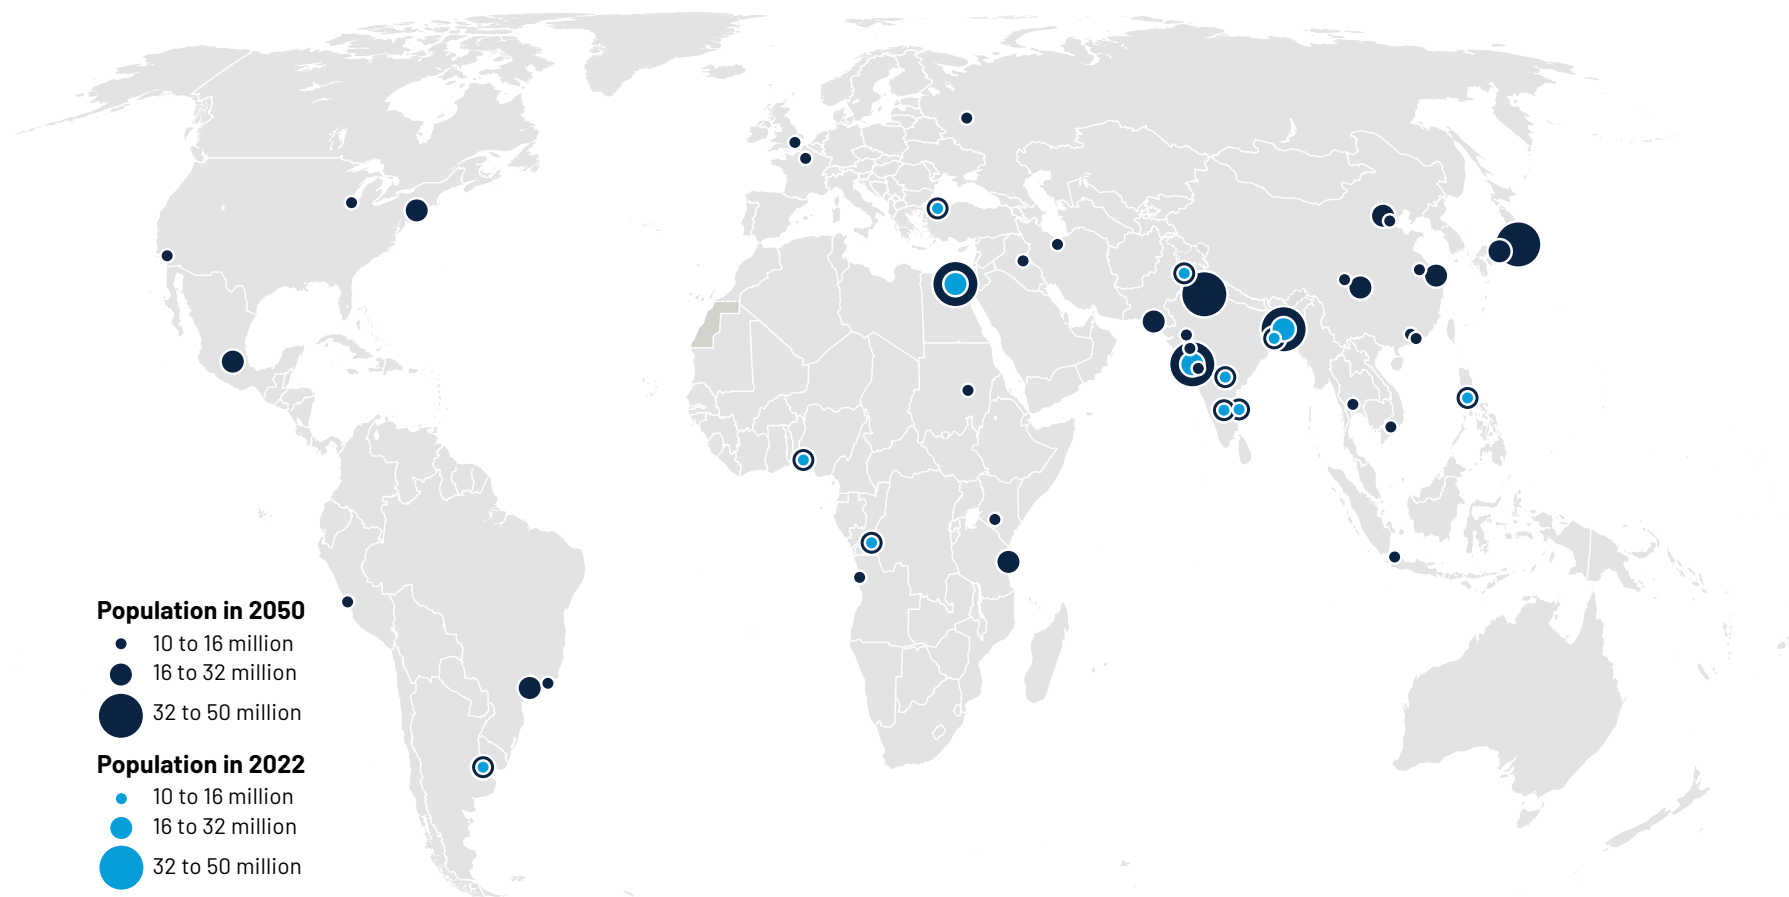 Population in 2050
10 to 16 million
16 to 32 million
32 to 50 million
Population in 2022
10 to 16 million
16 to 32 million
32 to 50 million